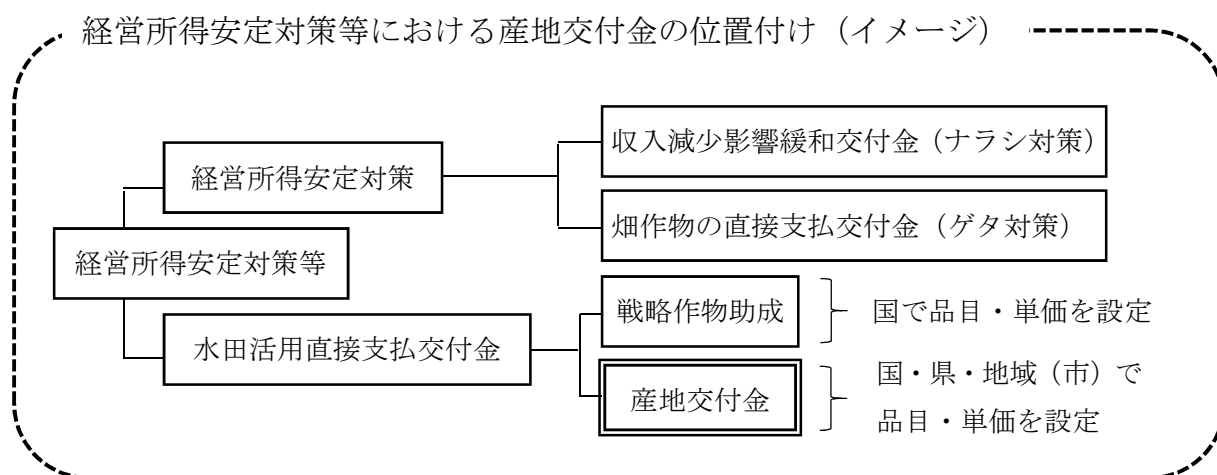 経営所得安定対策等における産地交付金の位置付け（イメージ）
収入減少影響緩和交付金（ナラシ対策）
経営所得安定対策
畑作物の直接支払交付金（ゲタ対策）
経営所得安定対策等
戦略作物助成
国で品目・単価を設定
水田活用直接支払交付金
産地交付金
国・県・地域（市）で
品目・単価を設定